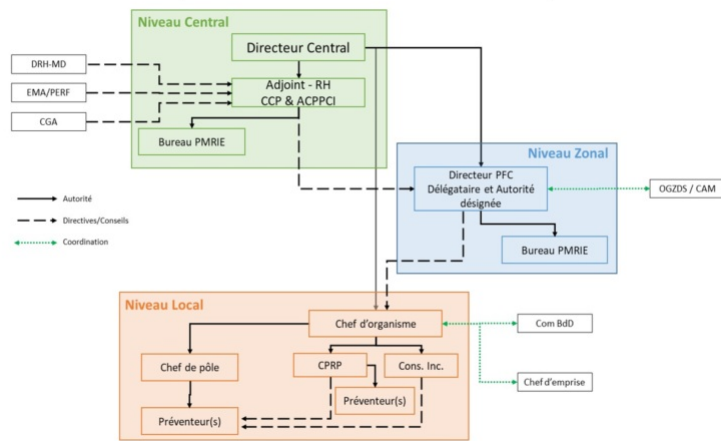 Niveau Central
Directeur Central
DRH-MD
EMA/PERF
CGA
Adjoint - RH
CCP & ACPPCI
Bureau PMRIE
Niveau Zonal
Directeur PFC
Délégataire et Autorité
désignée
OGZDS / CAM
Bureau PMRIE
Autorité
Directives/Conseils
Coordination
Niveau Local
Chef d'organisme
Com BdD
Chef de pôle
CPRP
Cons. Inc.
Chef d'emprise
Préventeur(s)
Préventeur(s)